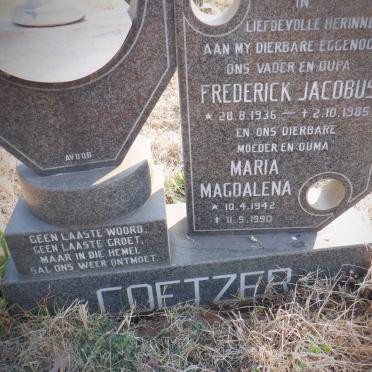 IN
LIEFDEVOLLE HERINNE
AAN MY DIERBARE EGGENOO
ONS VADER EN OUPA
FREDERICK JACOBUS
* 28.8.1936 — + 2.10.1985
EN ONS DIERBARE
MOEDER EN OUMA
MARIA
MAGDALENA
* 10.4.1942
+ 11.9.1990
AVBOB
GEEN LAASTE WOORD,
GEEN LAASTE GROET,
MAAR IN DIE HEMEL
SAL ONS WEER ONTMOET.
COETZER